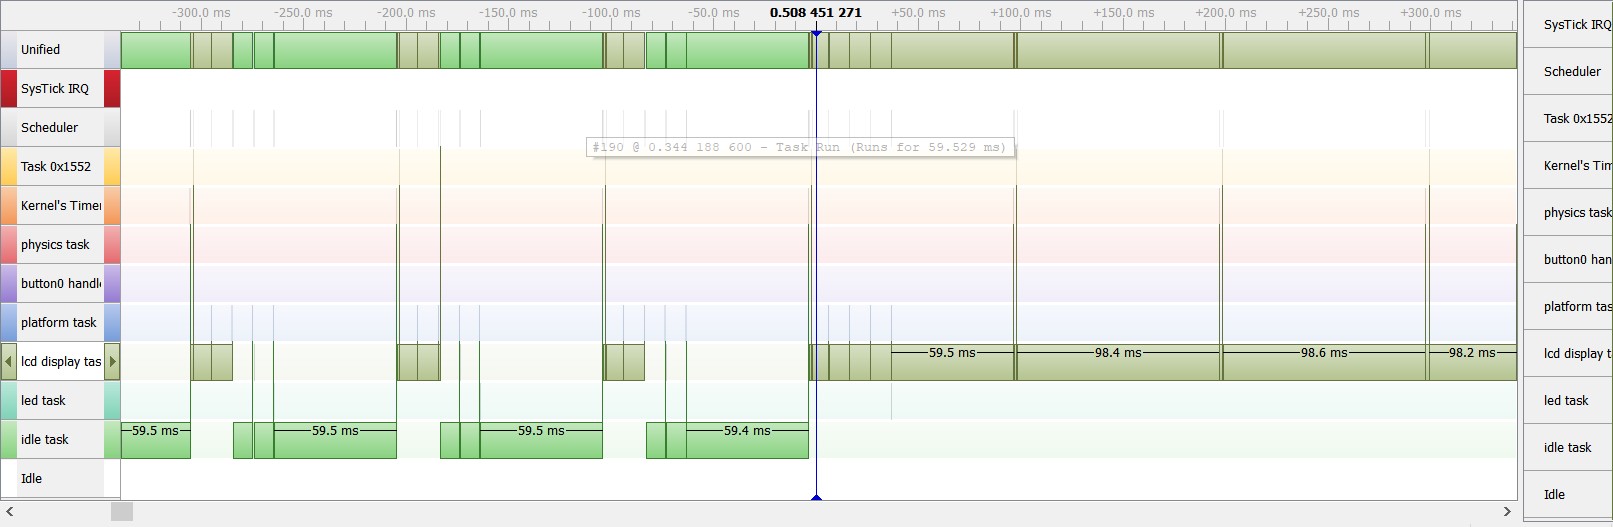 -300.0 ms -250.0 ms -200.0 ms -150.0 ms -100.0 ms -50.0 ms 0.508 451 271 +50.0 ms +100.0 ms +150.0 ms +200.0 ms +250.0 ms +300.0 ms
Unified
SysTick IRQ
Scheduler
#190 @ 0.344 188 600 - Task Run (Runs for 59.529 ms)
Task 0x1552
Kernel's Timer
physics task
button0 handl
platform task
lcd display tas 59.5 ms 98.4 ms 98.6 ms 98.2 ms
led task
idle task 59.5 ms 59.5 ms 59.5 ms 59.4 ms
Idle
SysTick IRQ
Scheduler
Task 0x1552
Kernel's Tim
physics task
button0 han
platform tas
lcd display t
led task
idle task
Idle